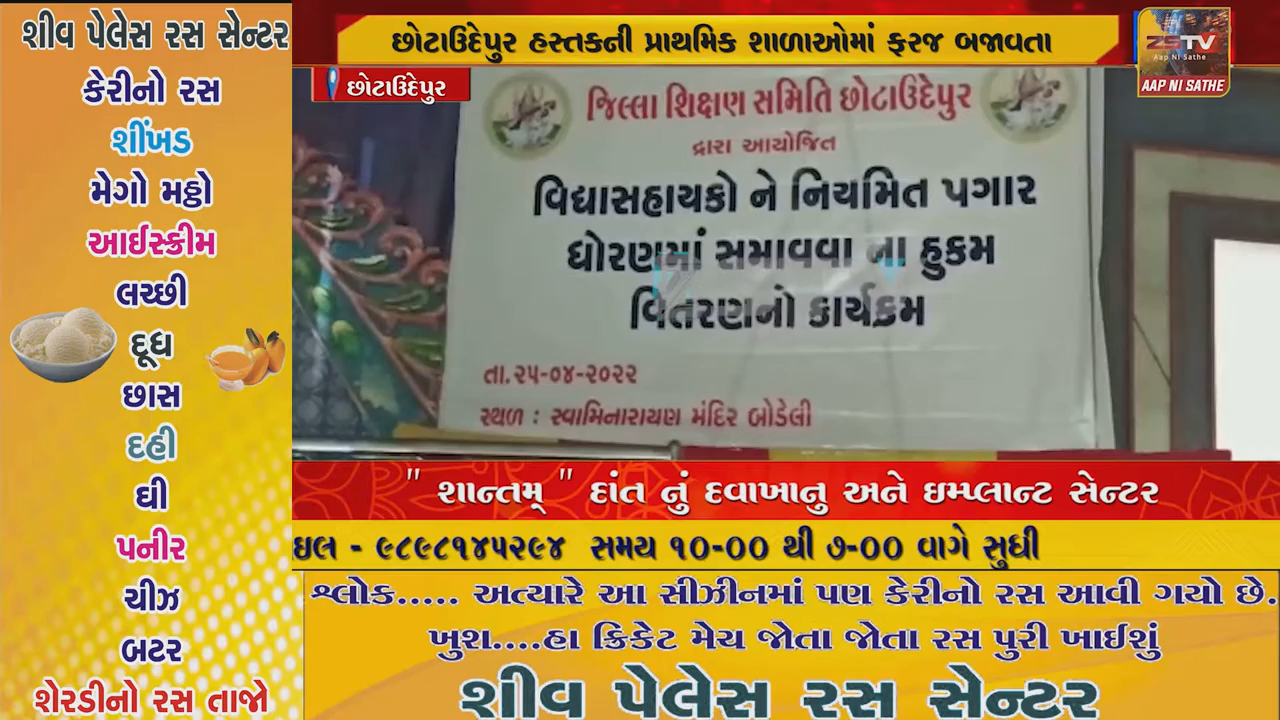 શીવ પેલેસ રસ સેન્ટર
કેરીનો રસ
શીંખડ
મેગો મઠ્ઠો
આઈસ્ક્રીમ
લચ્છી
દૂધ
છાસ
દહી
ઘી
પનીર
ચીઝ
બટર
શેરડીનો રસ તાજો
છોટાઉદેપુર હસ્તકની પ્રાથમિક શાળાઓમાં ફરજ બજાવતા
ZSTV
Aap Ni Sathe
AAP NI SATHE
છોટાઉદેપુર
જિલ્લા શિક્ષણ સમિતિ છોટાઉદેપુર
દ્વારા આયોજિત
વિદ્યાસહાયકો ને નિયમિત પગાર
ધોરણમાં સમાવવા ના હુકમ
વિતરણનો કાર્યક્રમ
તા.૨૫-૦૪-૨૦૨૨
સ્થળ : સ્વામિનારાયણ મંદિર બોડેલી
" શાન્તમ્ " દાંત નું દવાખાનુ અને ઇમ્પ્લાન્ટ સેન્ટર
ઇલ - ૯૮૯૮૧૪૫૨૯૪ સમય ૧૦-૦૦ થી ૭-૦૦ વાગે સુધી
શ્લોક..... અત્યારે આ સીઝીનમાં પણ કેરીનો રસ આવી ગયો છે.
ખુશ....હા ક્રિકેટ મેચ જોતા જોતા રસ પુરી ખાઈશું
શીવ પેલેસ રસ સેન્ટર